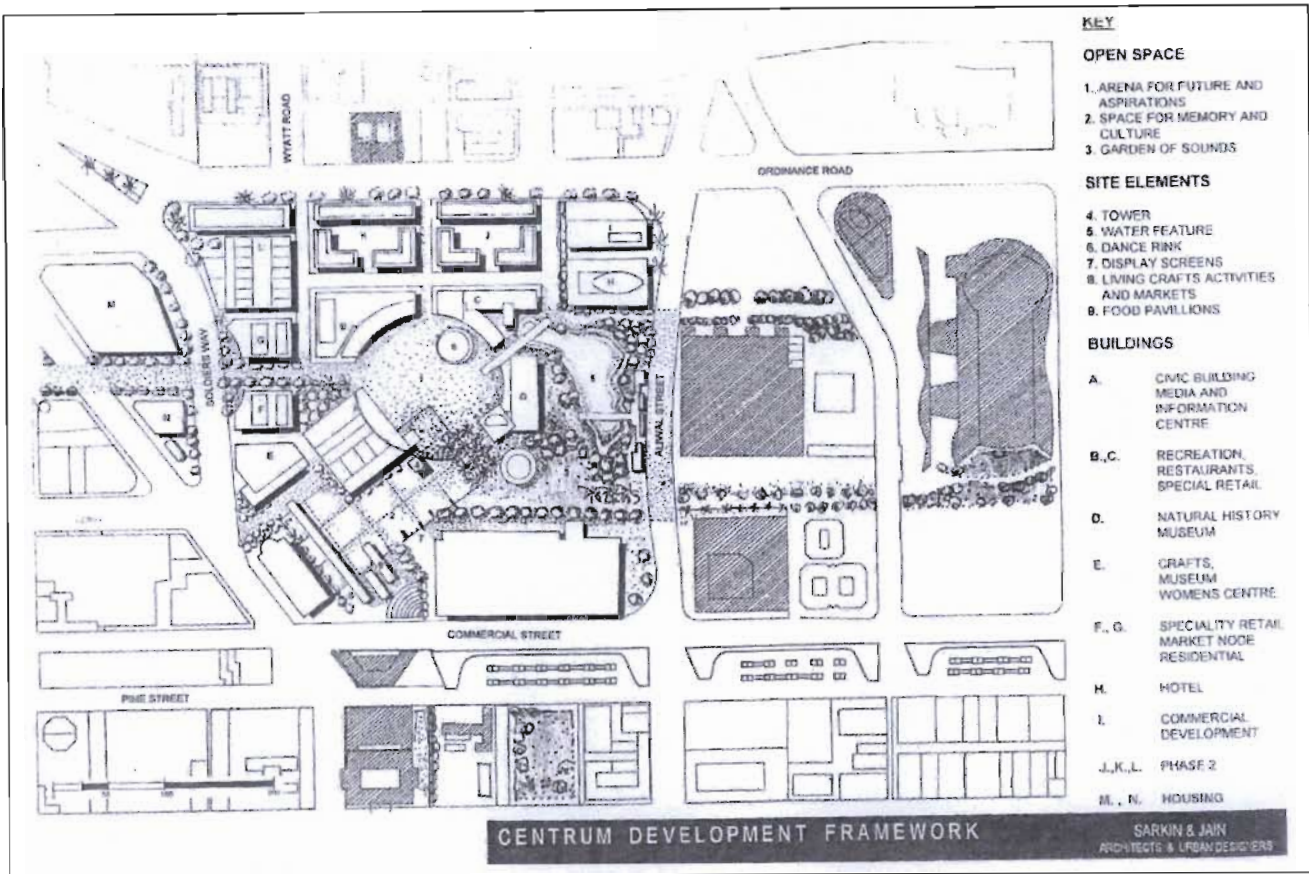 KEY
OPEN SPACE
1. ARENA FOR FUTURE AND
ASPIRATIONS
2. SPACE FOR MEMORY AND
CULTURE
3. GARDEN OF SOUNDS
SITE ELEMENTS
4. TOWER
5. WATER FEATURE
6. DANCE RINK
7. DISPLAY SCREENS
8. LIVING CRAFTS ACTIVITIES
AND MARKETS
9. FOOD PAVILLIONS
BUILDINGS
A. CIVIC BUILDING
MEDIA AND
INFORMATION
CENTRE
B.,C. RECREATION,
RESTAURANTS,
SPECIAL RETAIL
D. NATURAL HISTORY
MUSEUM
E. CRAFTS,
MUSEUM
WOMENS CENTRE
F., G. SPECIALITY RETAIL
MARKET NODE
RESIDENTIAL
H. HOTEL
I. COMMERCIAL
DEVELOPMENT
J.,K.,L. PHASE 2
M., N. HOUSING
WYATT ROAD
ORDINANCE ROAD
SOLDIERS WAY
ALIWAL STREET
COMMERCIAL STREET
PINE STREET
M
N
K
J
I
H
B
C
G
F
E
D
CENTRUM DEVELOPMENT FRAMEWORK
SARKIN & JAIN
ARCHITECTS & URBAN DESIGNERS